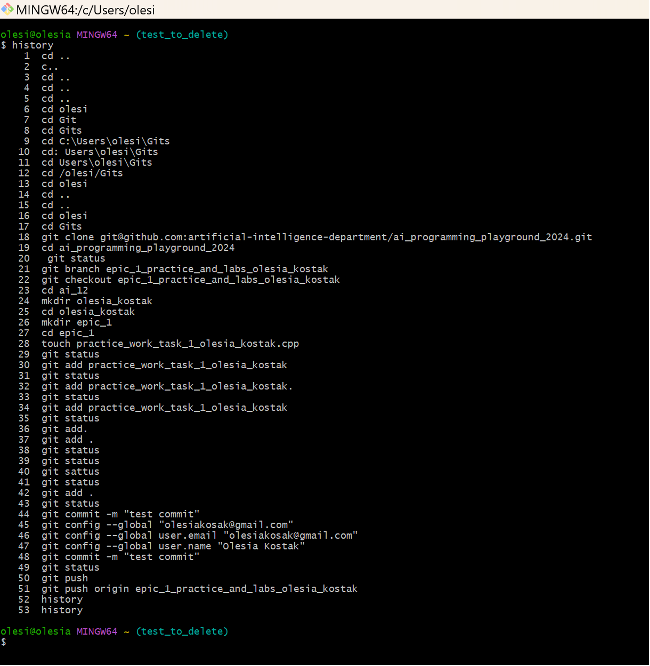 MINGW64:/c/Users/olesi
olesi@olesia MINGW64 ~ (test_to_delete)
$ history
    1  cd ..
    2  c..
    3  cd ..
    4  cd ..
    5  cd ..
    6  cd olesi
    7  cd Git
    8  cd Gits
    9  cd C:\Users\olesi\Gits
   10  cd: Users\olesi\Gits
   11  cd Users\olesi\Gits
   12  cd /olesi/Gits
   13  cd olesi
   14  cd ..
   15  cd ..
   16  cd olesi
   17  cd Gits
   18  git clone git@github.com:artificial-intelligence-department/ai_programming_playground_2024.git
   19  cd ai_programming_playground_2024
   20   git status
   21  git branch epic_1_practice_and_labs_olesia_kostak
   22  git checkout epic_1_practice_and_labs_olesia_kostak
   23  cd ai_12
   24  mkdir olesia_kostak
   25  cd olesia_kostak
   26  mkdir epic_1
   27  cd epic_1
   28  touch practice_work_task_1_olesia_kostak.cpp
   29  git status
   30  git add practice_work_task_1_olesia_kostak
   31  git status
   32  git add practice_work_task_1_olesia_kostak.
   33  git status
   34  git add practice_work_task_1_olesia_kostak
   35  git status
   36  git add.
   37  git add .
   38  git status
   39  git status
   40  git sattus
   41  git status
   42  git add .
   43  git status
   44  git commit -m "test commit"
   45  git config --global "olesiakosak@gmail.com"
   46  git config --global user.email "olesiakosak@gmail.com"
   47  git config --global user.name "Olesia Kostak"
   48  git commit -m "test commit"
   49  git status
   50  git push
   51  git push origin epic_1_practice_and_labs_olesia_kostak
   52  history
   53  history
olesi@olesia MINGW64 ~ (test_to_delete)
$